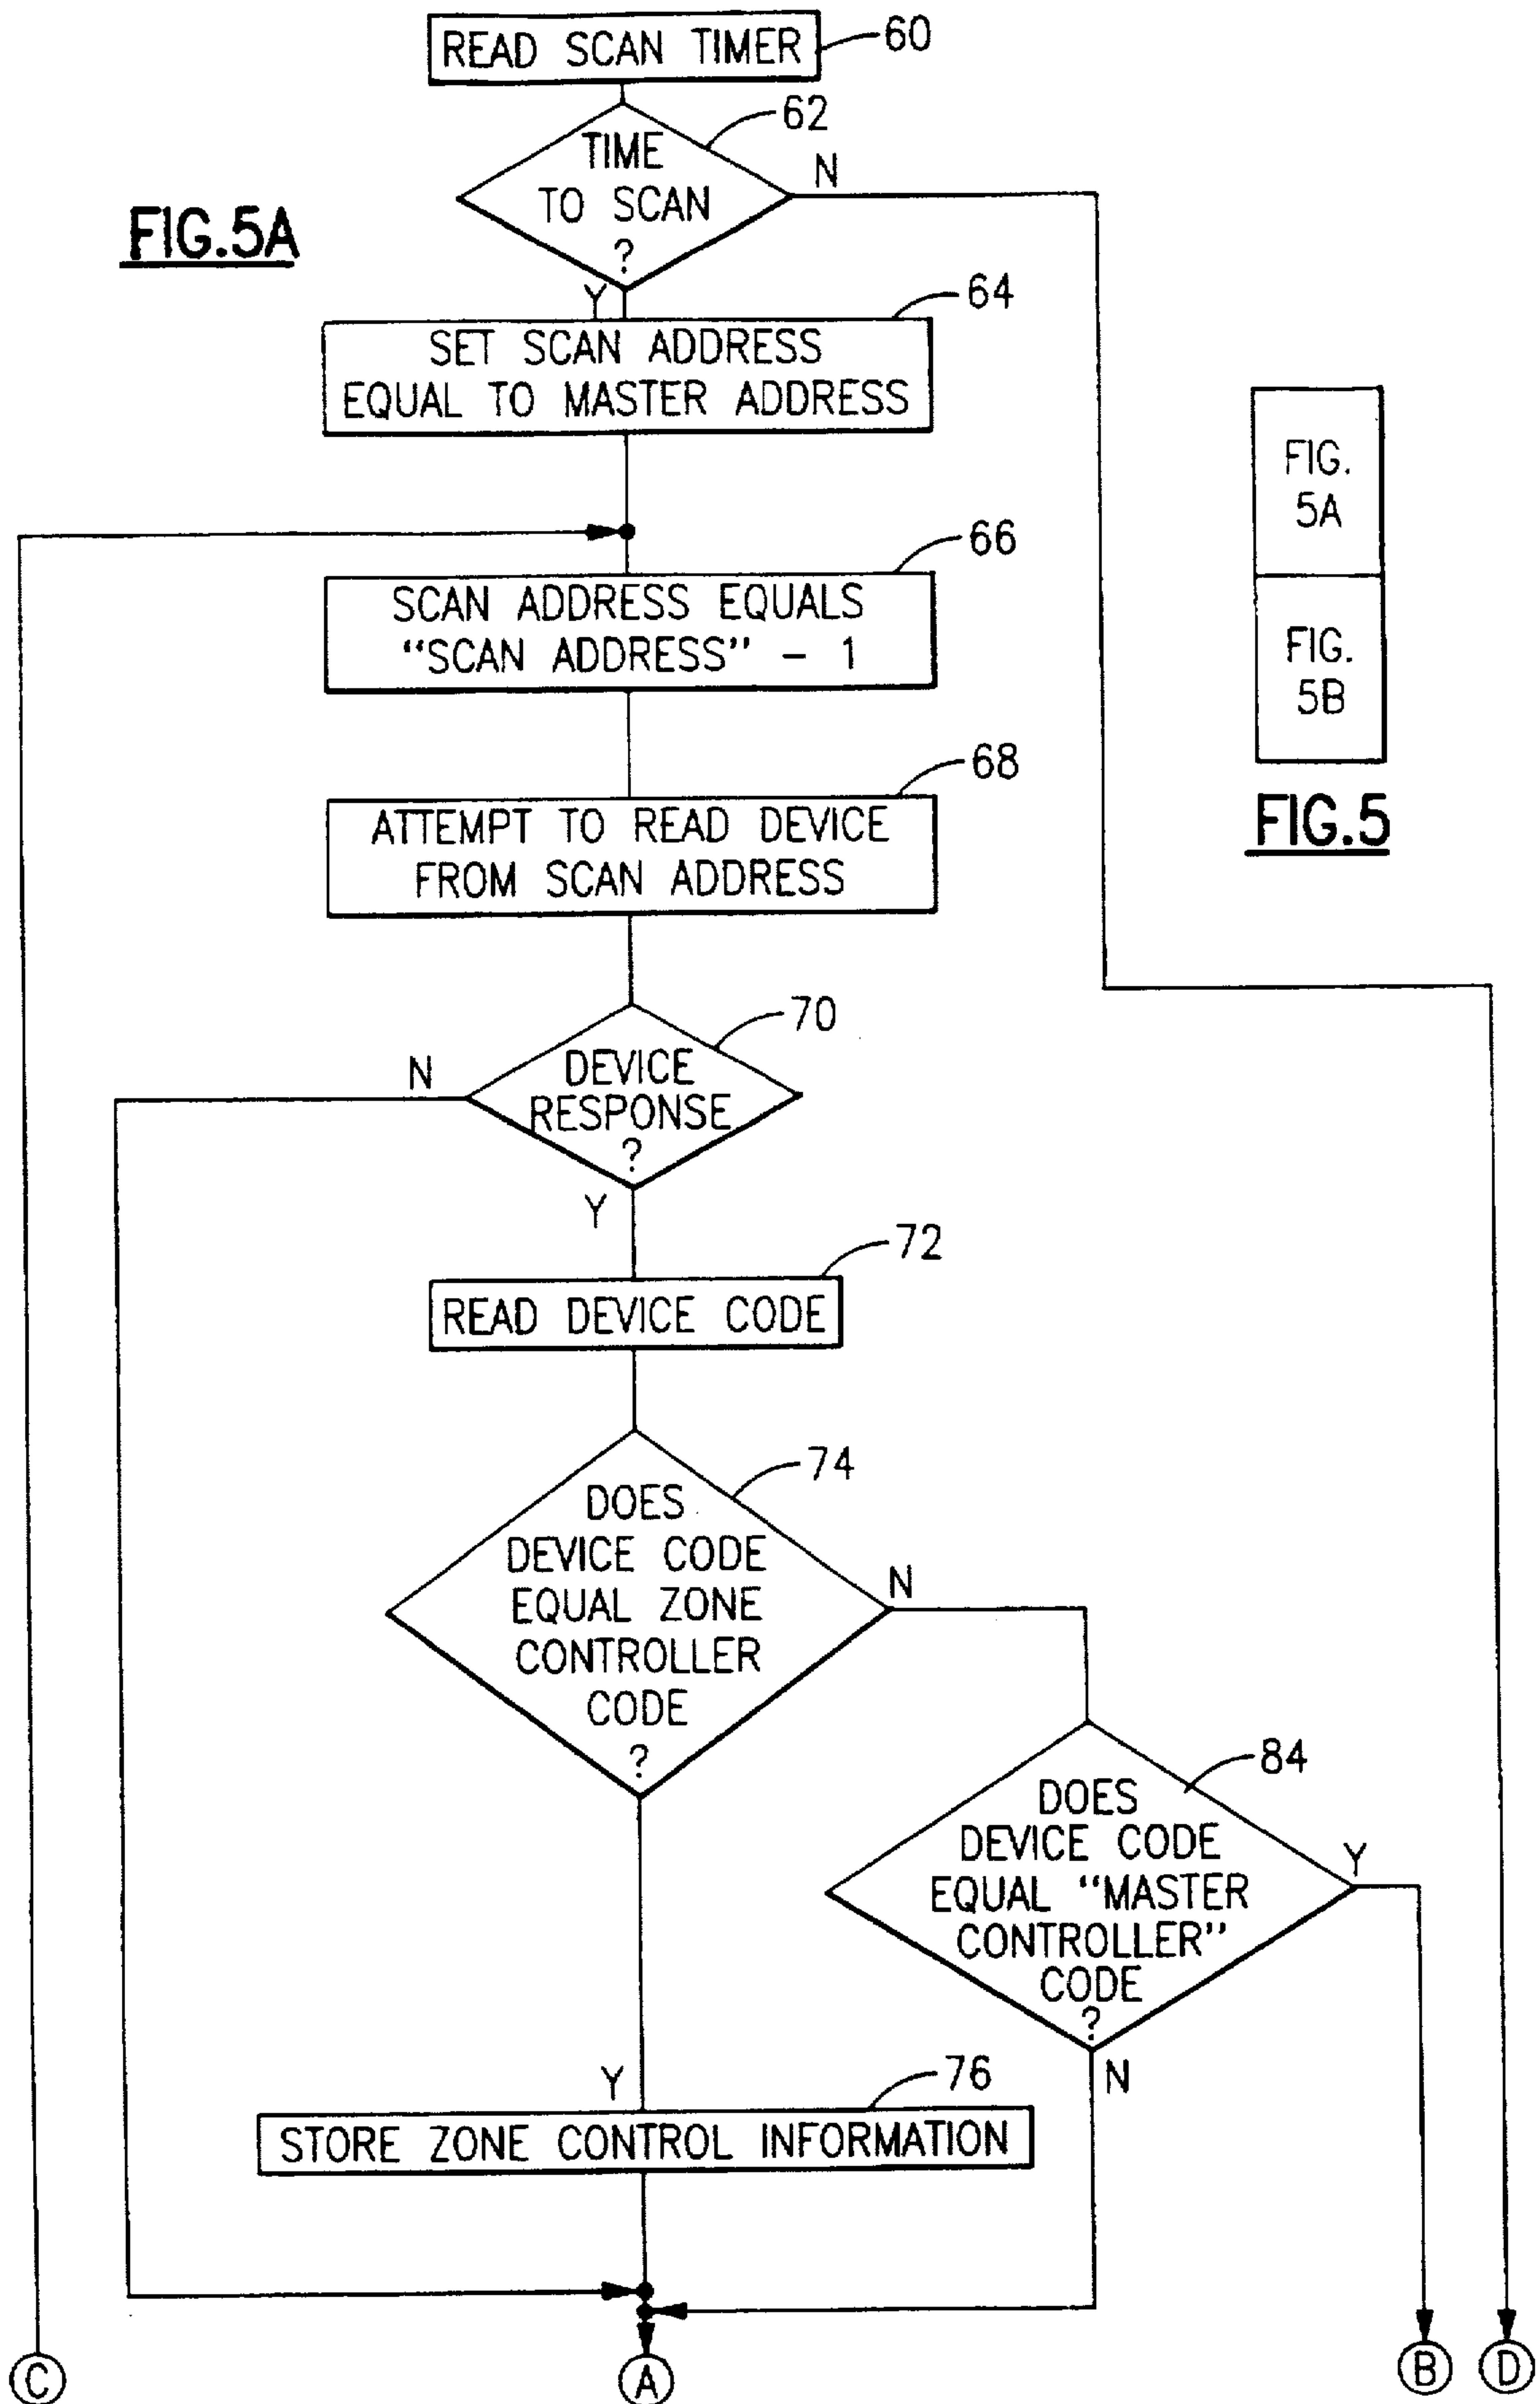 READ SCAN TIMER
60
TIME
TO SCAN
?
62
N
Y
FIG.5A
SET SCAN ADDRESS
EQUAL TO MASTER ADDRESS
64
FIG.
5A
FIG.
5B
FIG.5
SCAN ADDRESS EQUALS
“SCAN ADDRESS” - 1
66
ATTEMPT TO READ DEVICE
FROM SCAN ADDRESS
68
DEVICE
RESPONSE
?
70
N
Y
READ DEVICE CODE
72
DOES
DEVICE CODE
EQUAL ZONE
CONTROLLER
CODE
?
74
N
Y
DOES
DEVICE CODE
EQUAL “MASTER
CONTROLLER”
CODE
?
84
Y
N
STORE ZONE CONTROL INFORMATION
76
C
A
B
D